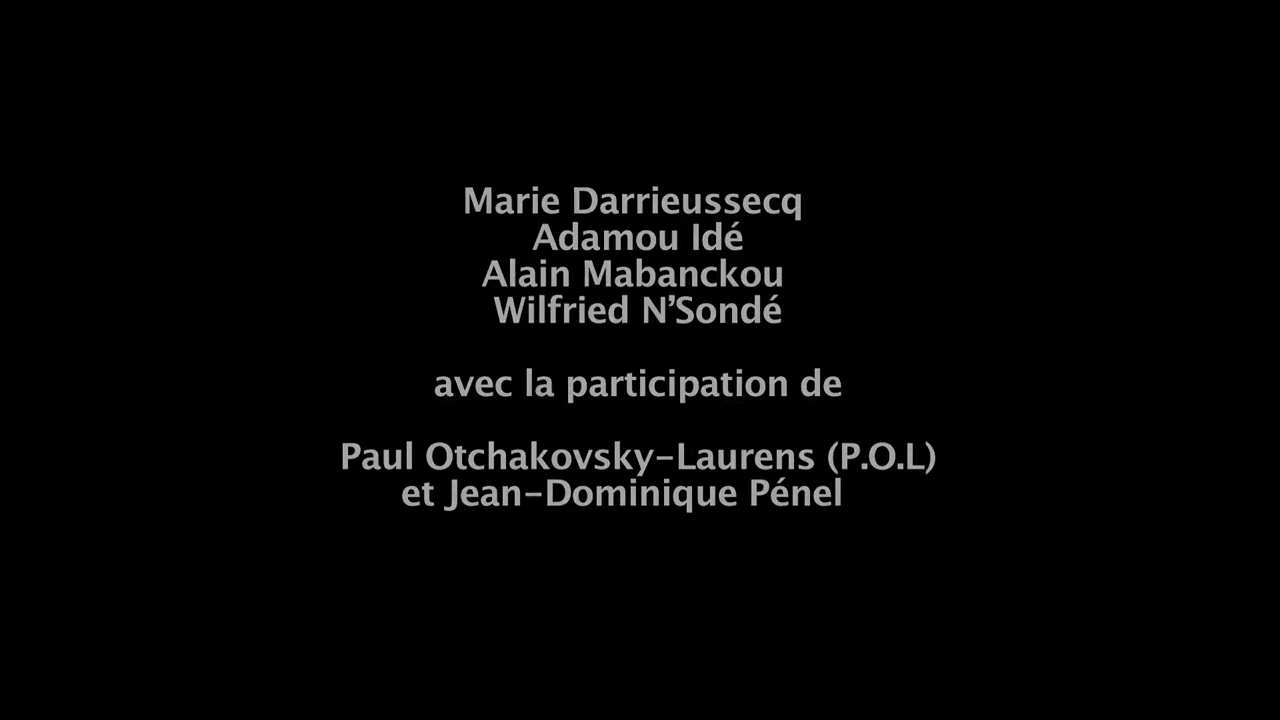 Marie Darrieussecq
Adamou Idé
Alain Mabanckou
Wilfried N’Sondé
avec la participation de
Paul Otchakovsky-Laurens (P.O.L)
et Jean-Dominique Pénel